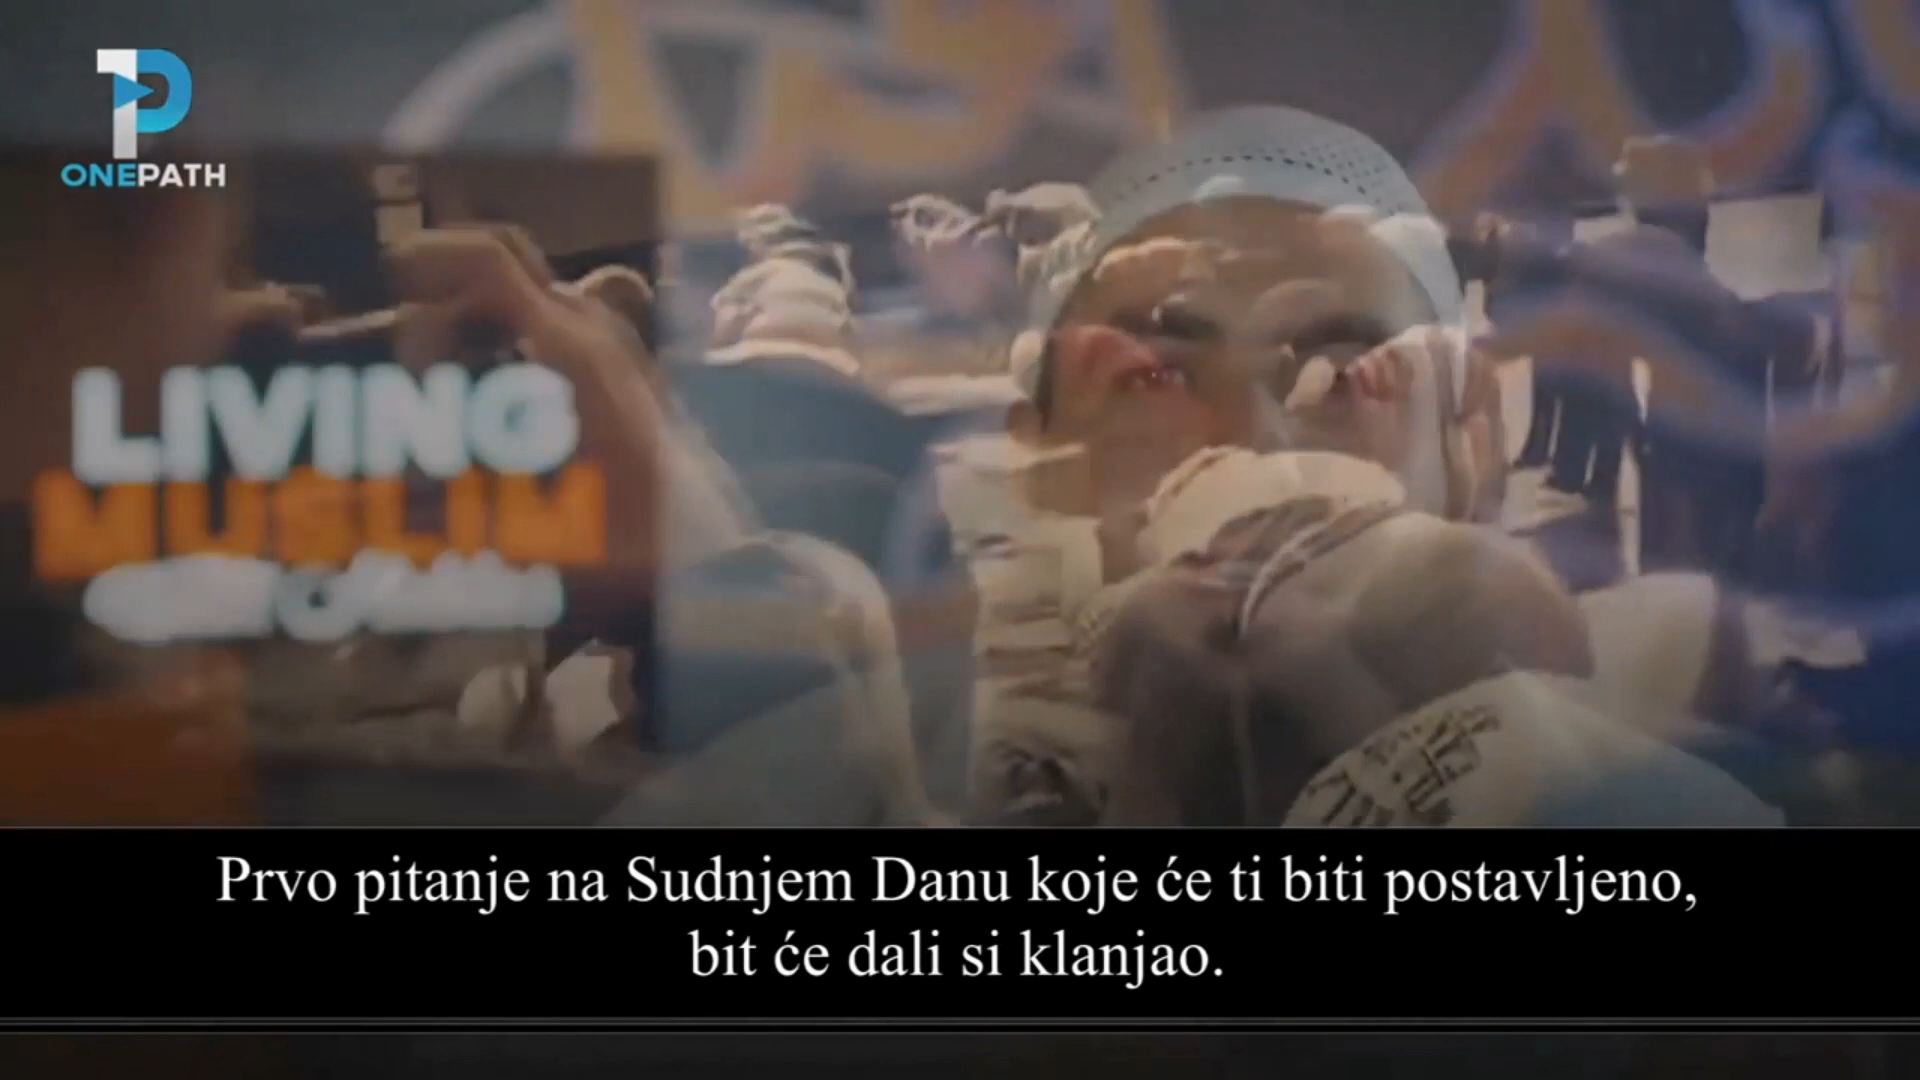 ONEPATH
LIVING
MUSLIM
Prvo pitanje na Sudnjem Danu koje će ti biti postavljeno,
bit će dali si klanjao.